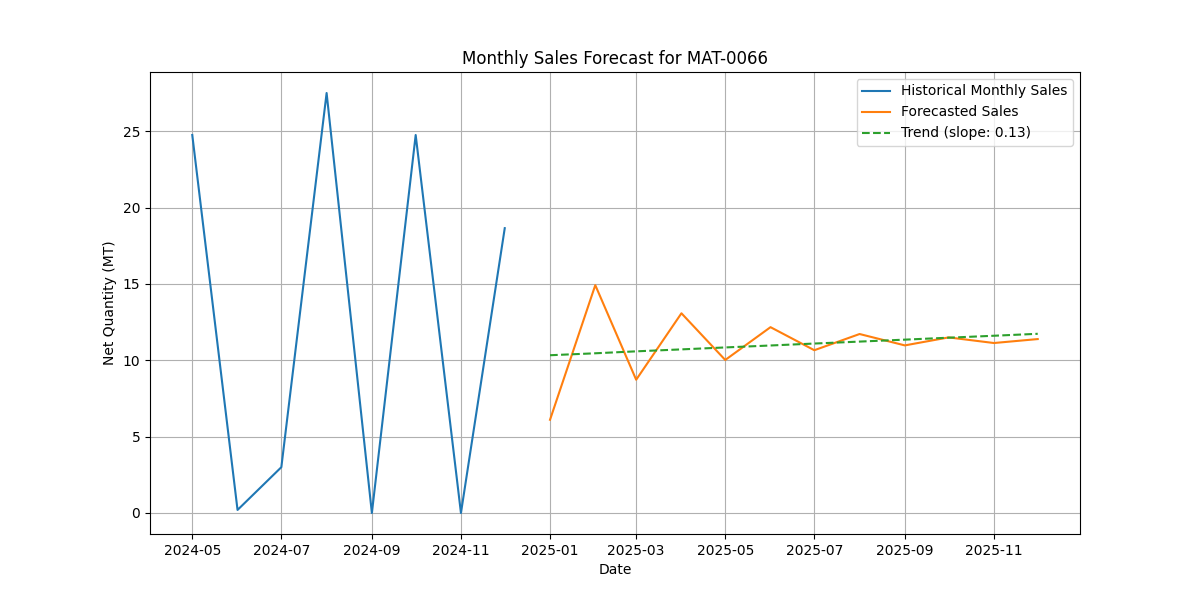 Monthly Sales Forecast for MAT-0066
Historical Monthly Sales
Forecasted Sales
Trend (slope: 0.13)
Net Quantity (MT)
25
20
15
10
5
0
2024-05 2024-07 2024-09 2024-11 2025-01 2025-03 2025-05 2025-07 2025-09 2025-11
Date